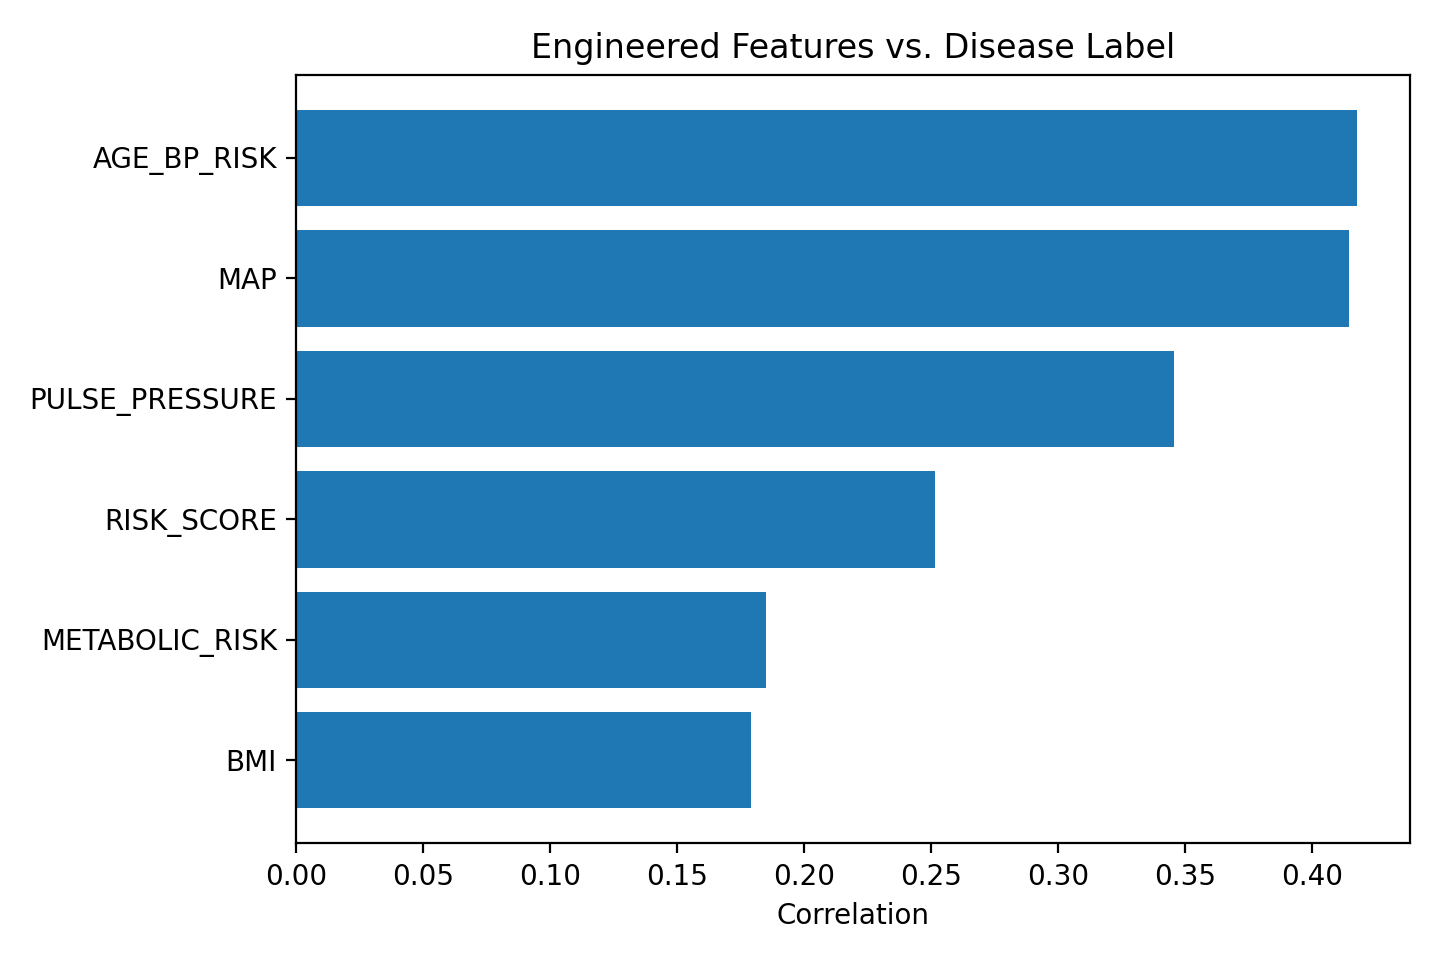 Engineered Features vs. Disease Label
AGE_BP_RISK
MAP
PULSE_PRESSURE
RISK_SCORE
METABOLIC_RISK
BMI
0.00 0.05 0.10 0.15 0.20 0.25 0.30 0.35 0.40
Correlation